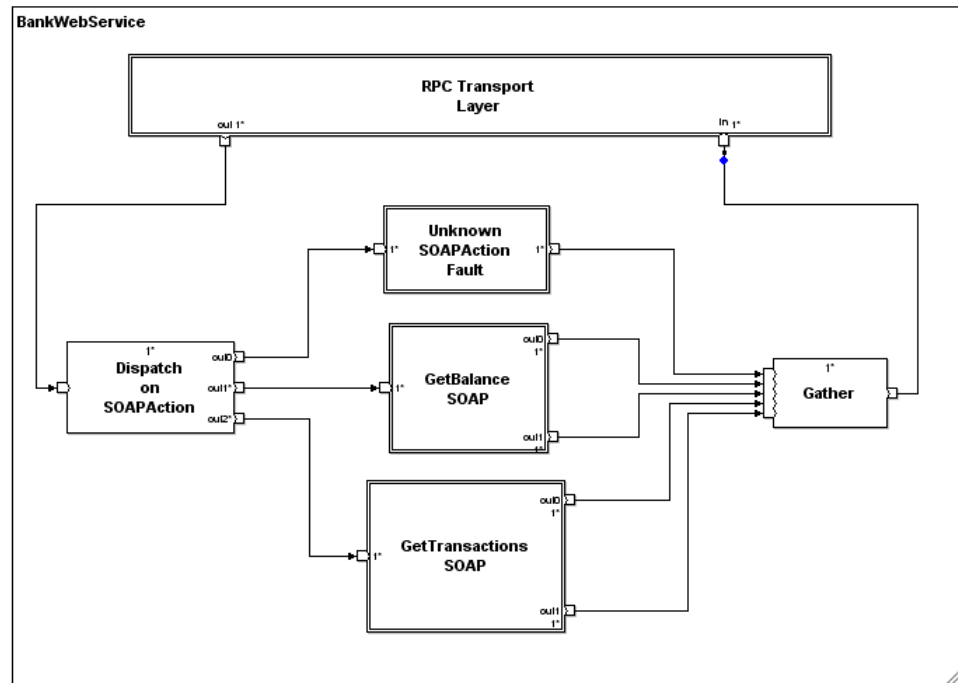 BankWebService
RPC Transport
Layer
out 1*
in 1*
Unknown
SOAPAction
Fault
1*
1*
1*
Dispatch
on
SOAPAction
out0
out1*
out2*
GetBalance
SOAP
1*
out0
1*
out1
1*
1*
Gather
GetTransactions
SOAP
1*
out0
1*
out1
1*